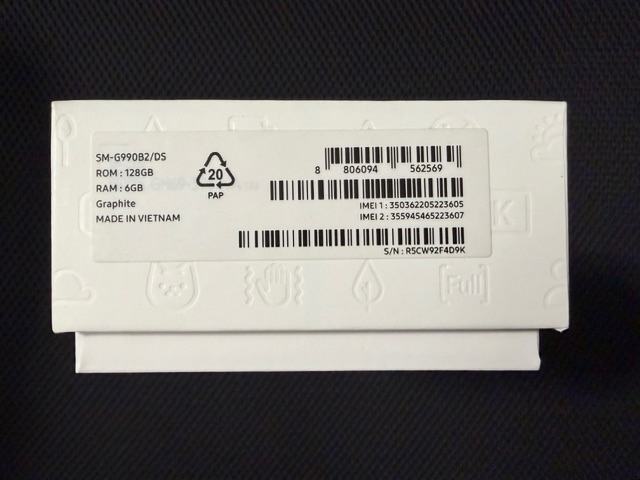 SM-G990B2/DS
ROM : 128GB
RAM : 6GB
Graphite
MADE IN VIETNAM
20
PAP
8 806094 562569
IMEI 1 : 350362205223605
IMEI 2 : 355945465223607
S/N : R5CW92F4D9K
K
Full